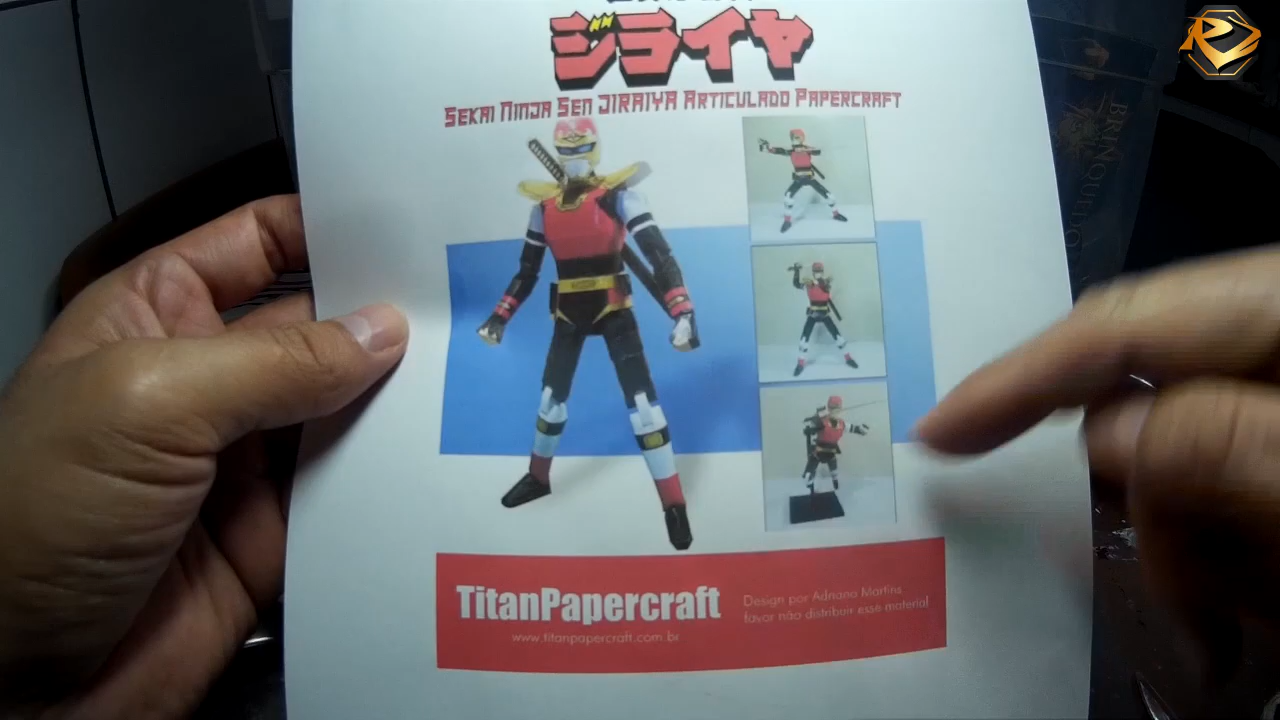 ジライヤ
Sekai Ninja Sen Jiraiya Articulado Papercraft
TitanPapercraft
www.titanpapercraft.com.br
Design por Adriano Martins
favor não distribuir esse material
BRINQUEDO